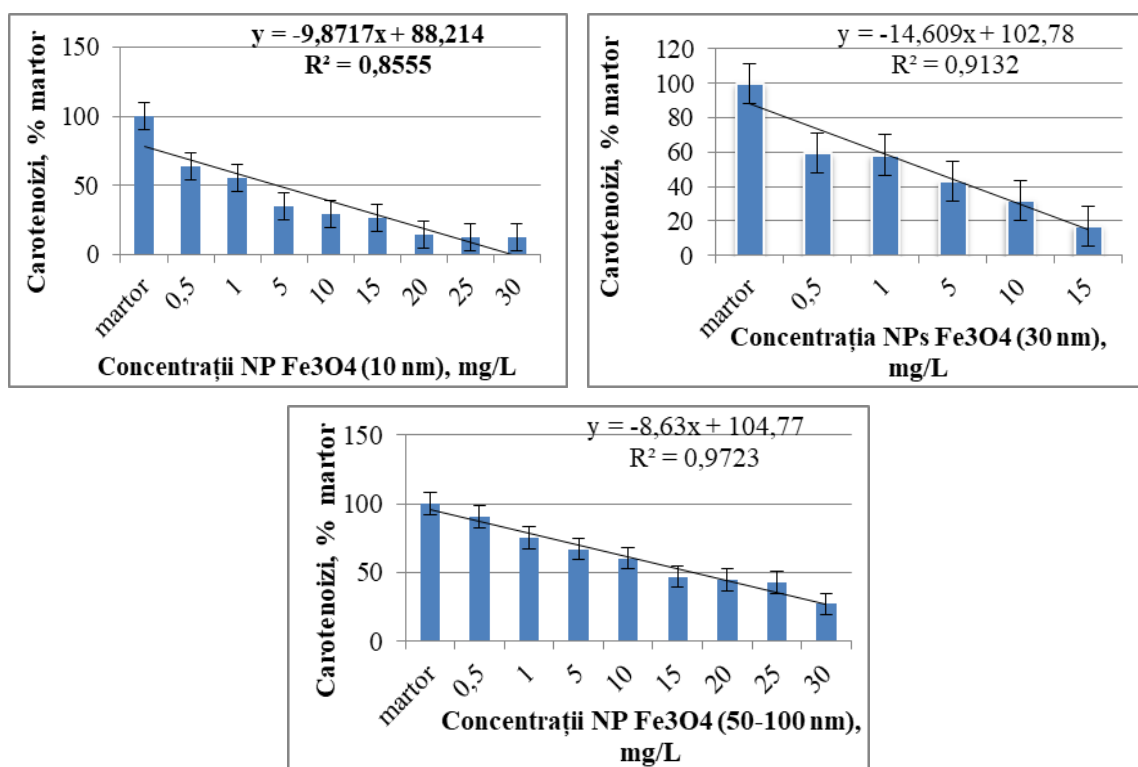 y = -9,8717x + 88,214
R² = 0,8555
Carotenoizi, % martor
150
100
50
0
martor
0,5
1
5
10
15
20
25
30
Concentrații NP Fe3O4 (10 nm), mg/L
y = -14,609x + 102,78
R² = 0,9132
Carotenoizi, % martor
120
100
80
60
40
20
0
martor
0,5
1
5
10
15
Concentrația NPs Fe3O4 (30 nm),
mg/L
y = -8,63x + 104,77
R² = 0,9723
Carotenoizi, % martor
150
100
50
0
martor
0,5
1
5
10
15
20
25
30
Concentrații NP Fe3O4 (50-100 nm),
mg/L